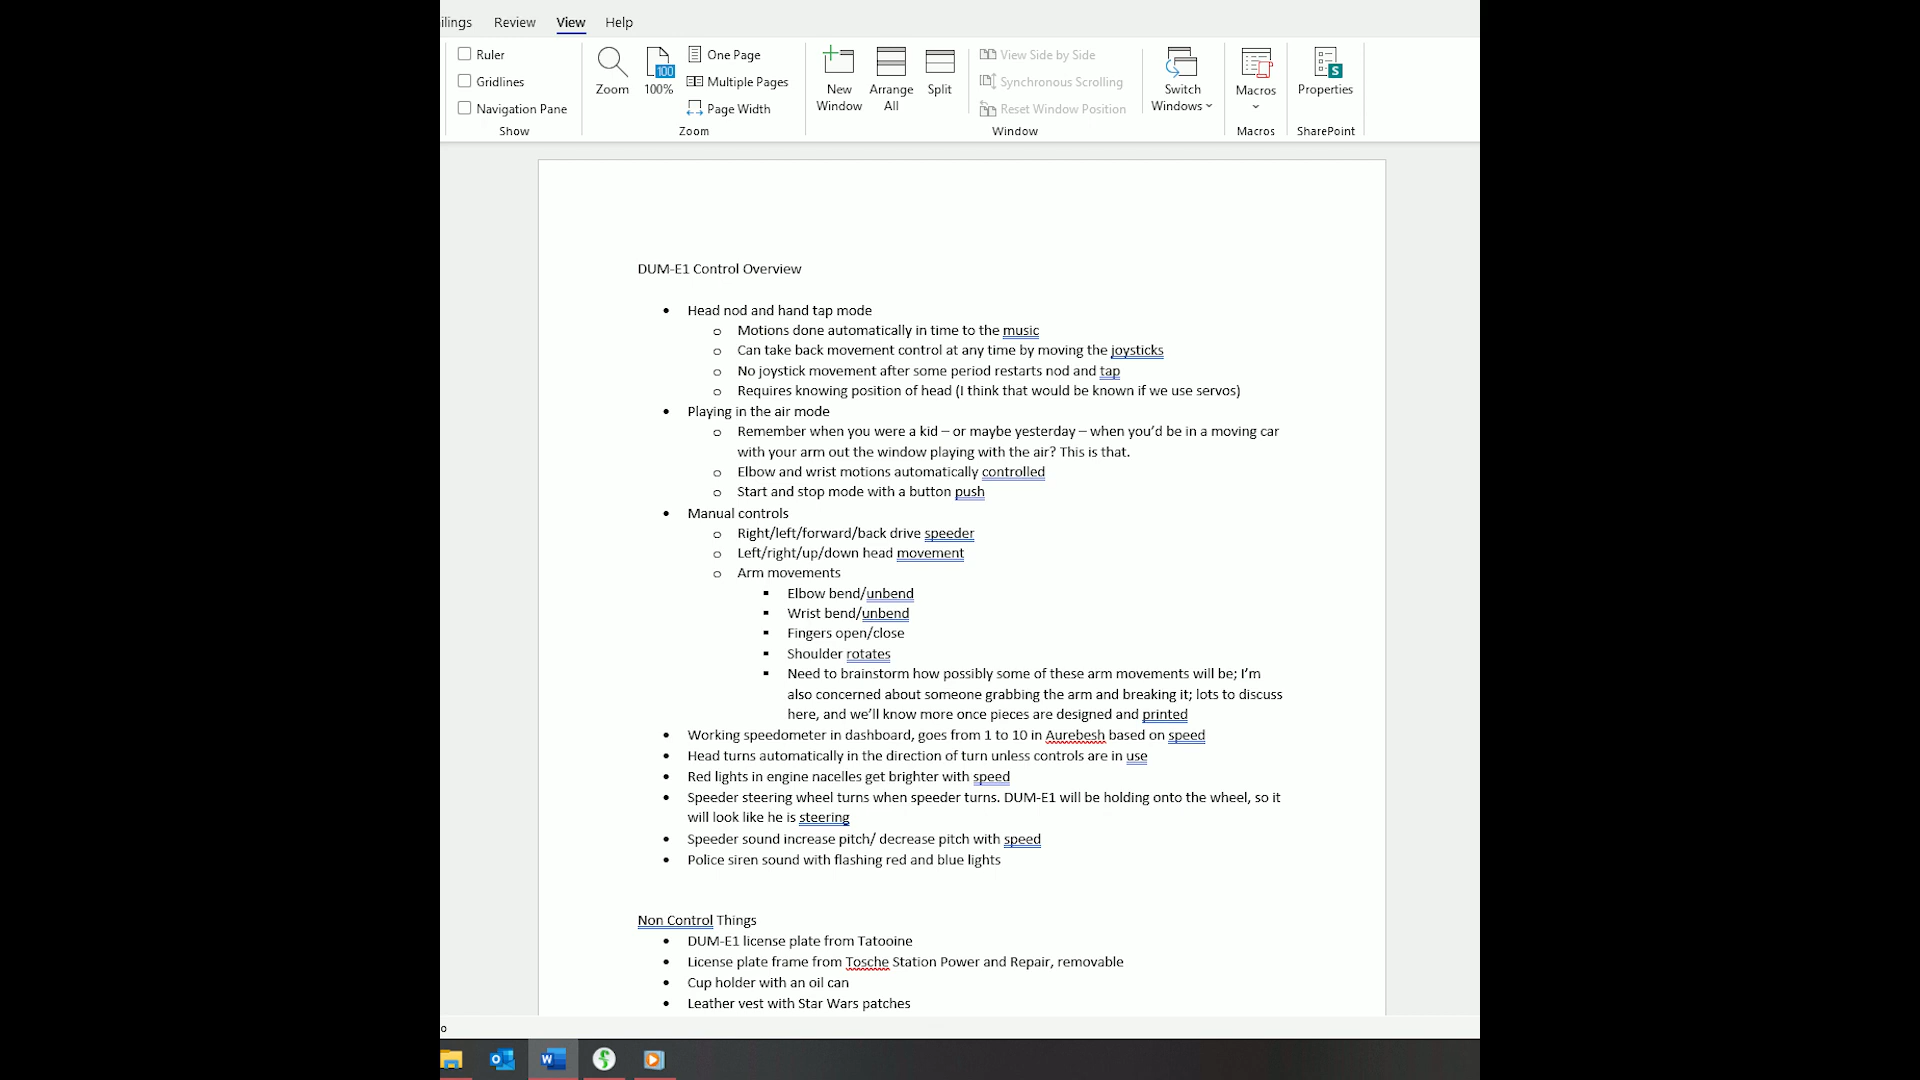 ilings Review View Help
Ruler
Gridlines
Navigation Pane
Show
Zoom
100
100%
One Page
Multiple Pages
Page Width
Zoom
New Window
Arrange All
Split
View Side by Side
Synchronous Scrolling
Reset Window Position
Window
Switch Windows
Macros
Macros
S
Properties
SharePoint
DUM-E1 Control Overview
• Head nod and hand tap mode
o Motions done automatically in time to the music
o Can take back movement control at any time by moving the joysticks
o No joystick movement after some period restarts nod and tap
o Requires knowing position of head (I think that would be known if we use servos)
• Playing in the air mode
o Remember when you were a kid – or maybe yesterday – when you’d be in a moving car
with your arm out the window playing with the air? This is that.
o Elbow and wrist motions automatically controlled
o Start and stop mode with a button push
• Manual controls
o Right/left/forward/back drive speeder
o Left/right/up/down head movement
o Arm movements
▪ Elbow bend/unbend
▪ Wrist bend/unbend
▪ Fingers open/close
▪ Shoulder rotates
▪ Need to brainstorm how possibly some of these arm movements will be; I’m
also concerned about someone grabbing the arm and breaking it; lots to discuss
here, and we’ll know more once pieces are designed and printed
• Working speedometer in dashboard, goes from 1 to 10 in Aurebesh based on speed
• Head turns automatically in the direction of turn unless controls are in use
• Red lights in engine nacelles get brighter with speed
• Speeder steering wheel turns when speeder turns. DUM-E1 will be holding onto the wheel, so it
will look like he is steering
• Speeder sound increase pitch/ decrease pitch with speed
• Police siren sound with flashing red and blue lights
Non Control Things
• DUM-E1 license plate from Tatooine
• License plate frame from Tosche Station Power and Repair, removable
• Cup holder with an oil can
• Leather vest with Star Wars patches
o